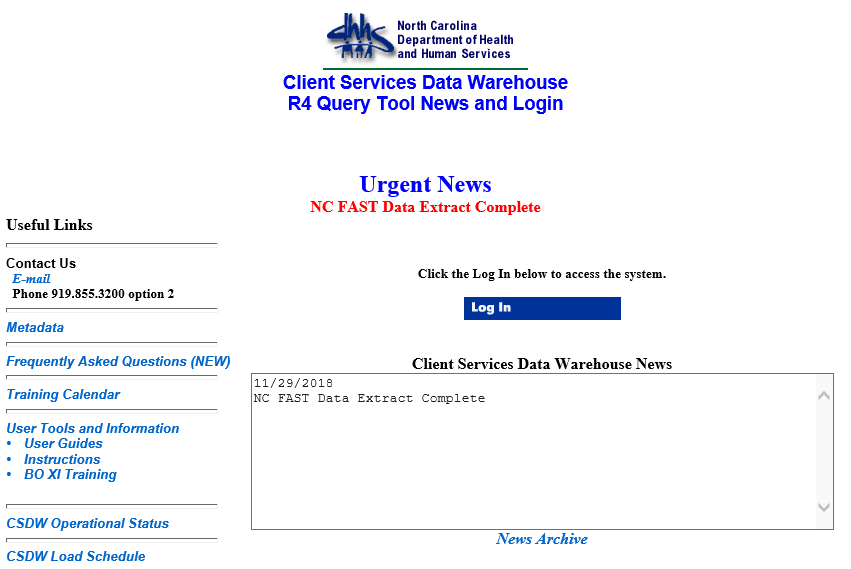 dhhs
North Carolina
Department of Health
and Human Services
Client Services Data Warehouse
R4 Query Tool News and Login
Urgent News
NC FAST Data Extract Complete
Useful Links
Contact Us
E-mail
Phone 919.855.3200 option 2
Metadata
Frequently Asked Questions (NEW)
Training Calendar
User Tools and Information
• User Guides
• Instructions
• BO XI Training
CSDW Operational Status
CSDW Load Schedule
Click the Log In below to access the system.
Log In
Client Services Data Warehouse News
11/29/2018
NC FAST Data Extract Complete
News Archive